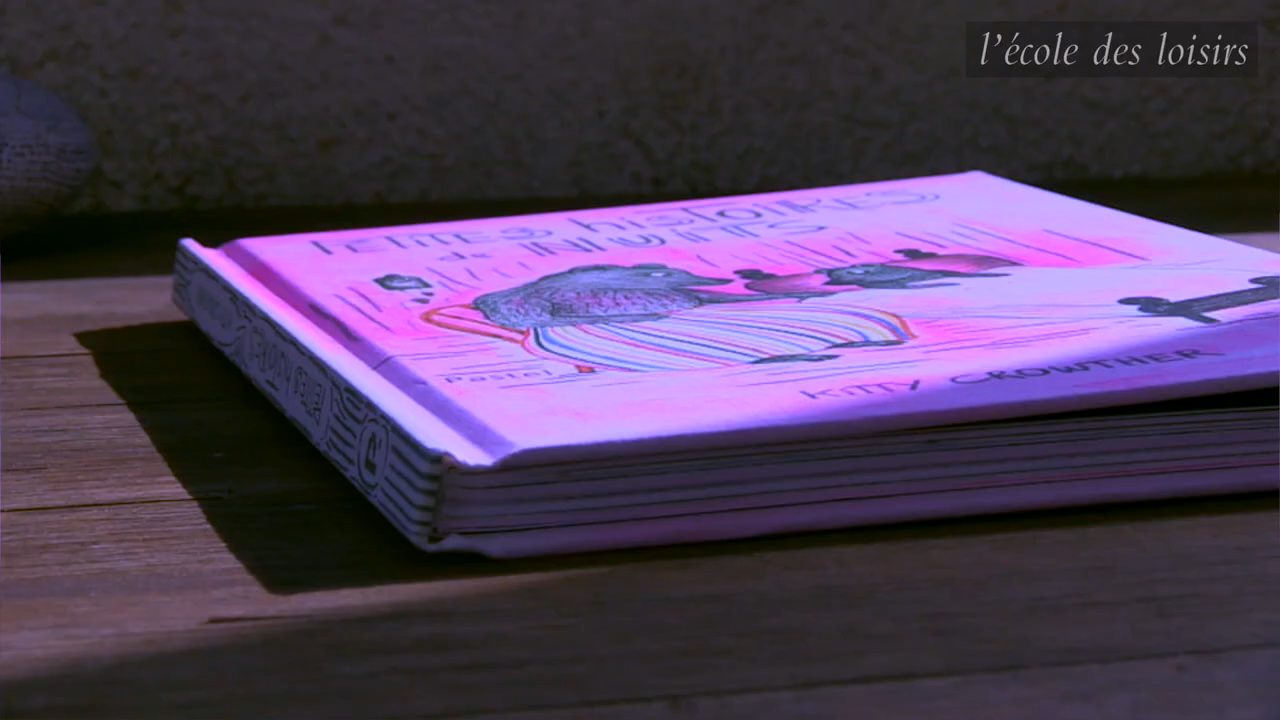 l'école des loisirs
PETITES histoiRES
de NUITS
Pastel
KITTY CROWTHER